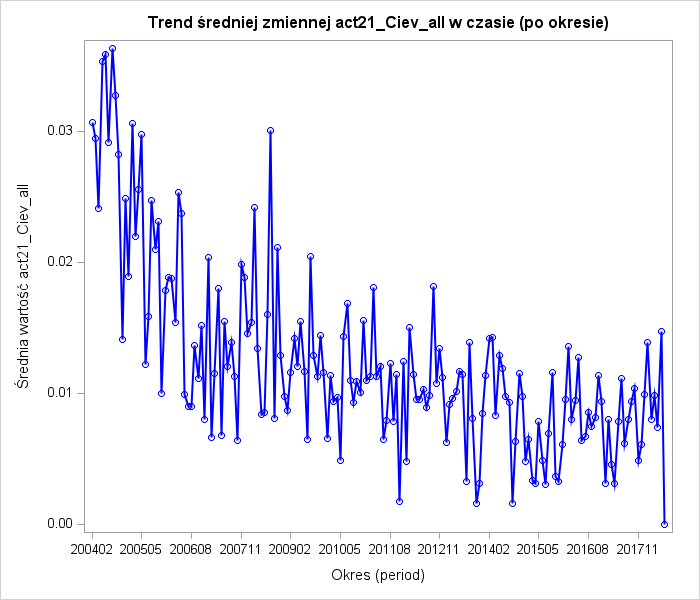 Trend średniej zmiennej act21_Ciev_all w czasie (po okresie)
Średnia wartość act21_Ciev_all
0.03
0.02
0.01
0.00
200402 200505 200608 200711 200902 201005 201108 201211 201402 201505 201608 201711
Okres (period)